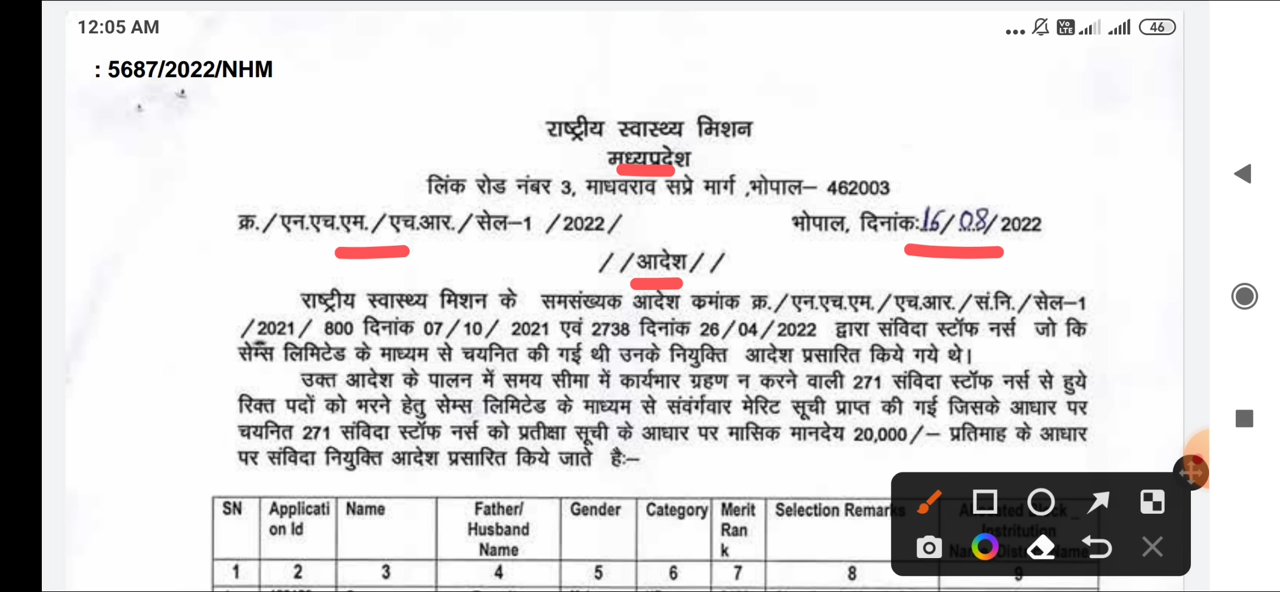 12:05 AM
46
: 5687/2022/NHM
राष्ट्रीय स्वास्थ्य मिशन
मध्यप्रदेश
लिंक रोड नंबर 3, माधवराव सप्रे मार्ग ,भोपाल– 462003
क्र./एन.एच.एम./एच.आर./सेल–1 /2022/ भोपाल, दिनांक:16/08/2022
//आदेश//
राष्ट्रीय स्वास्थ्य मिशन के समसंख्यक आदेश कमांक क्र./एन.एच.एम./एच.आर./सं.नि./सेल–1
/2021/ 800 दिनांक 07/10/ 2021 एवं 2738 दिनांक 26/04/2022 द्वारा संविदा स्टॉफ नर्स जो कि
सेम्स लिमिटेड के माध्यम से चयनित की गई थी उनके नियुक्ति आदेश प्रसारित किये गये थे।
उक्त आदेश के पालन में समय सीमा में कार्यभार ग्रहण न करने वाली 271 संविदा स्टॉफ नर्स से हुये
रिक्त पदों को भरने हेतु सेम्स लिमिटेड के माध्यम से संवंर्गवार मेरिट सूची प्राप्त की गई जिसके आधार पर
चयनित 271 संविदा स्टॉफ नर्स को प्रतीक्षा सूची के आधार पर मासिक मानदेय 20,000/– प्रतिमाह के आधार
पर संविदा नियुक्ति आदेश प्रसारित किये जाते है:–
SN Applicati on Id Name Father/ Husband Name Gender Category Merit Ran k Selection Remarks
1 2 3 4 5 6 7 8 9